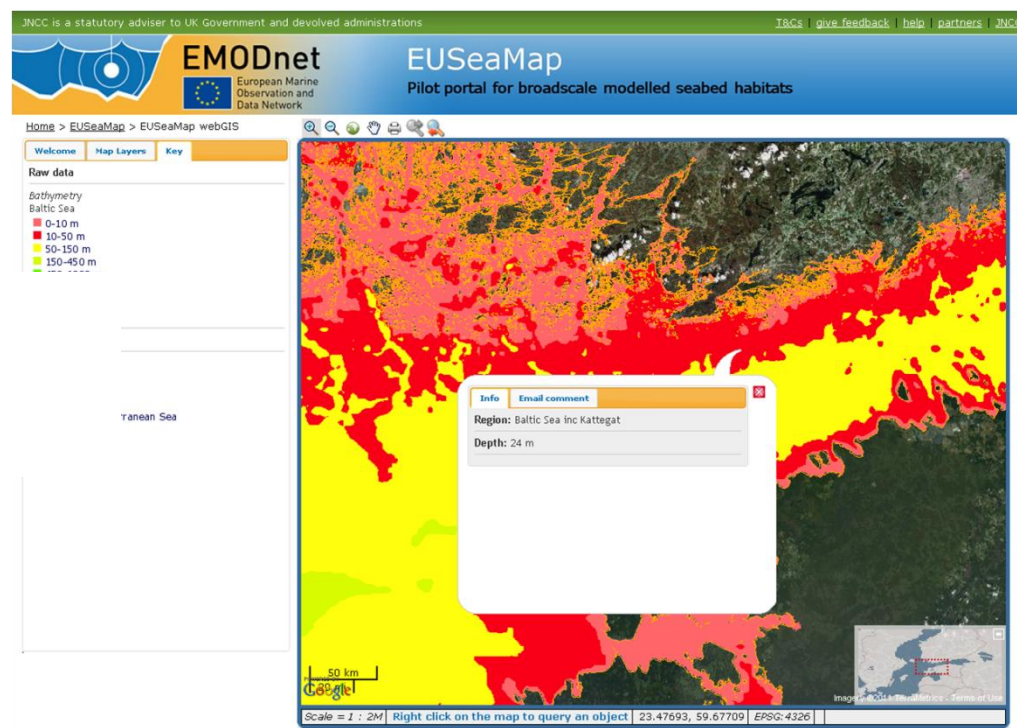 JNCC is a statutory adviser to UK Government and devolved administrations
T&Cs | give feedback | help | partners |
EMODnet
European Marine
Observation and
Data Network
EUSeaMap
Pilot portal for broadscale modelled seabed habitats
Home > EUSeaMap > EUSeaMap webGIS
Welcome Map Layers Key
Raw data
Bathymetry
Baltic Sea
0-10 m
10-50 m
50-150 m
150-450 m
ranean Sea
Info Email comment
Region: Baltic Sea inc Kattegat
Depth: 24 m
50 km
Google
Imagery ©2011 TerraMetrics - Terms of Use
Scale = 1 : 2M Right click on the map to query an object 23.47693, 59.67709 EPSG:4326